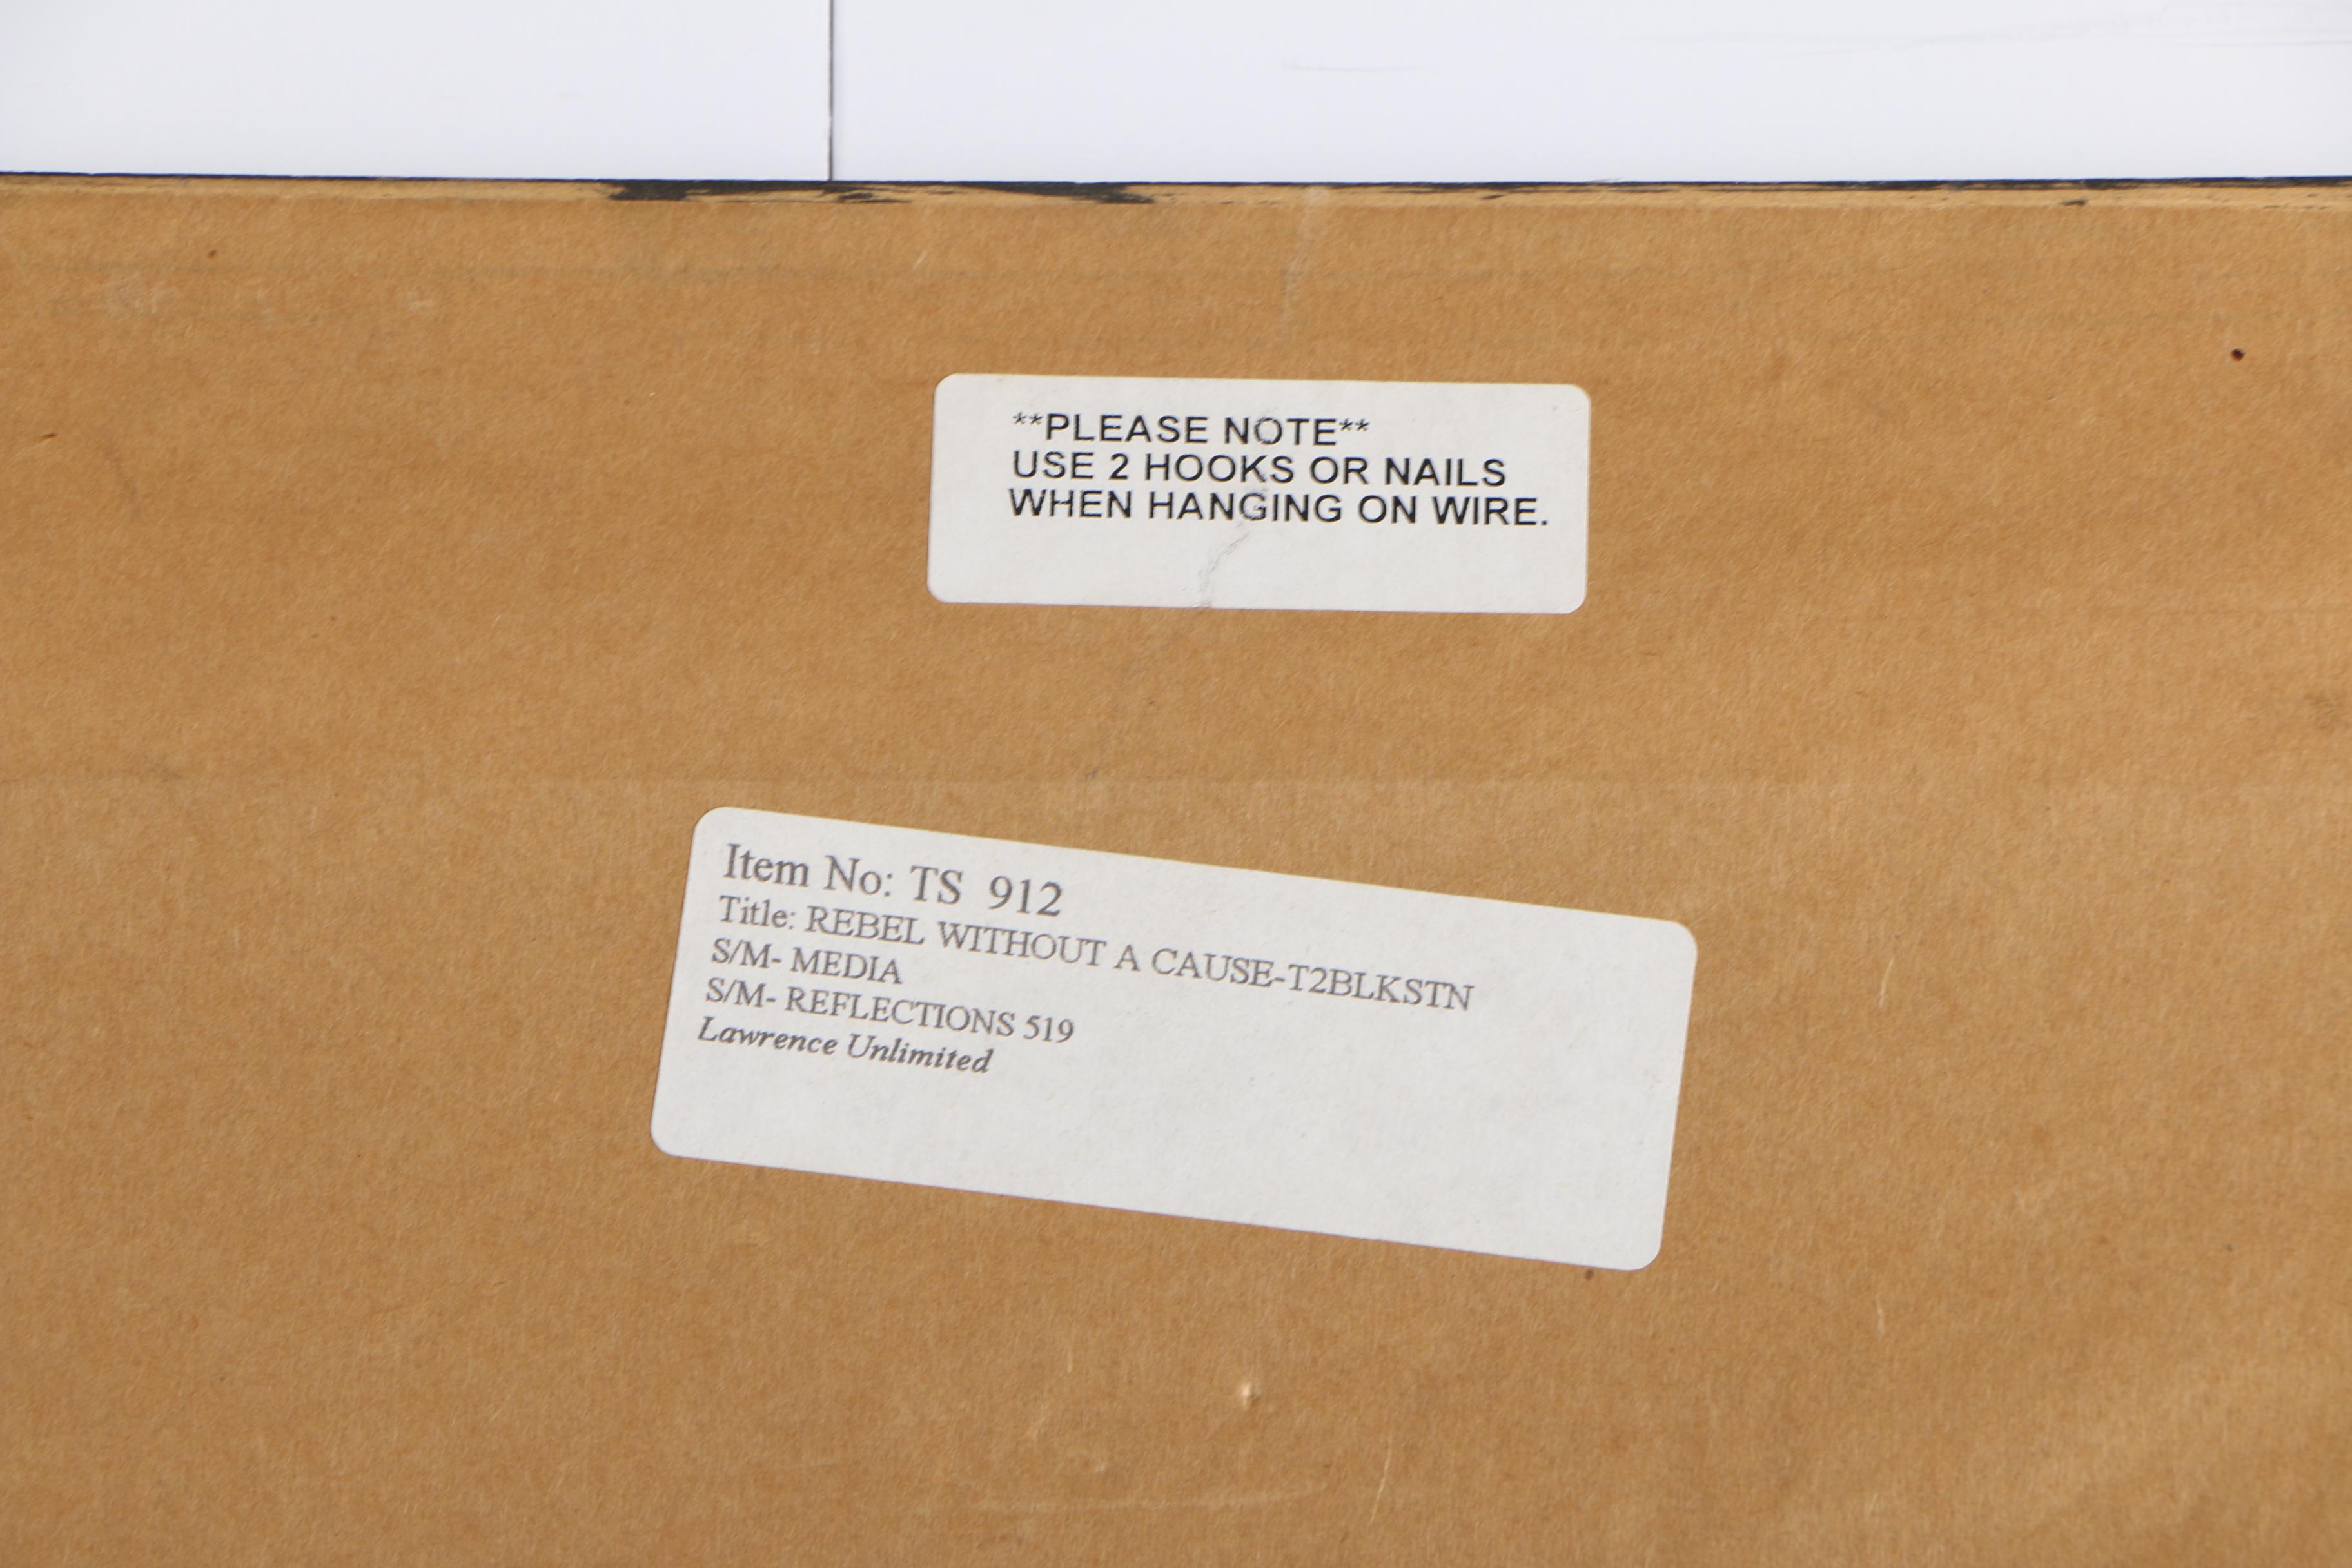 **PLEASE NOTE**
USE 2 HOOKS OR NAILS
WHEN HANGING ON WIRE.
Item No: TS 912
Title: REBEL WITHOUT A CAUSE-T2BLKSTN
S/M- MEDIA
S/M- REFLECTIONS 519
Lawrence Unlimited